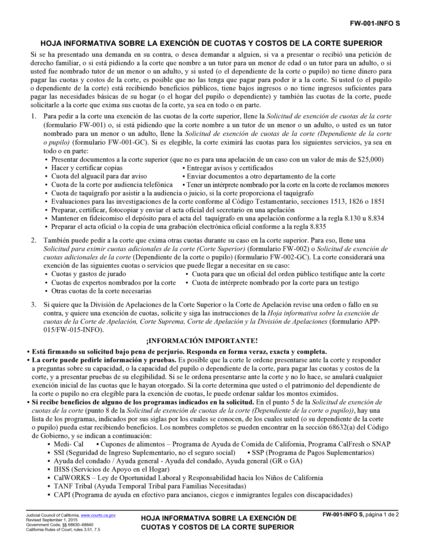 FW-001-INFO S
HOJA INFORMATIVA SOBRE LA EXENCIÓN DE CUOTAS Y COSTOS DE LA CORTE SUPERIOR
Si se ha presentado una demanda en su contra, o desea demandar a alguien, si va a presentar o recibió una petición de
derecho familiar, o si está pidiendo a la corte que nombre a un tutor para un menor de edad o un tutor para un adulto, o si
usted fue nombrado tutor de un menor o un adulto, y si usted (o el dependiente de la corte o pupilo) no tiene dinero para
pagar las cuotas y costos de la corte, es posible que no las tenga que pagar para poder ir a la corte. Si usted (o el pupilo
o dependiente de la corte) está recibiendo beneficios públicos, tiene bajos ingresos o no tiene ingresos suficientes para
pagar las necesidades básicas de su hogar (o el hogar del pupilo o dependiente) y también las cuotas de la corte, puede
solicitarle a la corte que exima sus cuotas de la corte, ya sea en todo o en parte.
1. Para pedir a la corte una exención de las cuotas de la corte superior, llene la Solicitud de exención de cuotas de la corte
(formulario FW-001) o, si está pidiendo que la corte nombre a un tutor de un menor o un adulto, o usted es un tutor
nombrado para un menor o un adulto, llene la Solicitud de exención de cuotas de la corte (Dependiente de la corte
o pupilo) (formulario FW-001-GC). Si es elegible, la corte eximirá las cuotas para los siguientes servicios, ya sea en
todo o en parte:
• Presentar documentos a la corte superior (que no es para una apelación de un caso con un valor de más de $25,000)
• Hacer y certificar copias • Entregar avisos y certificados
• Cuota del alguacil para dar aviso • Enviar documentos a otro departamento de la corte
• Cuota de la corte por audiencia telefónica • Tener un intérprete nombrado por la corte en la corte de reclamos menores
• Cuota de taquígrafo por asistir a la audiencia o juicio, si la corte proporciona el taquígrafo
• Evaluaciones para las investigaciones de la corte conforme al Código Testamentario, secciones 1513, 1826 o 1851
• Preparar, certificar, fotocopiar y enviar el acta oficial del secretario en una apelación
• Mantener en fideicomiso el depósito para el acta del taquígrafo en una apelación conforme a la regla 8.130 u 8.834
• Preparar el acta oficial o la copia de una grabación electrónica oficial conforme a la regla 8.835
2. También puede pedir a la corte que exima otras cuotas durante su caso en la corte superior. Para eso, llene una
Solicitud para eximir cuotas adicionales de la corte (Corte Superior) (formulario FW-002) o Solicitud de exención de
cuotas adicionales de la corte (Dependiente de la corte o pupilo) (formulario FW-002-GC). La corte considerará una
exención de las siguientes cuotas o servicios que puede llegar a necesitar en su caso:
• Cuotas y gastos de jurado • Cuota para que un oficial del orden público testifique ante la corte
• Cuotas de expertos nombrados por la corte • Cuota de intérprete nombrado por la corte para un testigo
• Otras cuotas de la corte necesarias
3. Si quiere que la División de Apelaciones de la Corte Superior o la Corte de Apelación revise una orden o fallo en su
contra, y quiere una exención de cuotas, solicite y siga las instrucciones de la Hoja informativa sobre la exención de
cuotas de la Corte de Apelación, Corte Suprema, Corte de Apelación y la División de Apelaciones (formulario APP-
015/FW-015-INFO).
¡INFORMACIÓN IMPORTANTE!
• Está firmando su solicitud bajo pena de perjurio. Responda en forma veraz, exacta y completa.
• La corte puede pedirle información y pruebas. Es posible que la corte le ordene presentarse ante la corte y responder
a preguntas sobre su capacidad, o la capacidad del pupilo o dependiente de la corte, para pagar las cuotas y costos de la
corte, y a presentar pruebas de su elegibilidad. Si se le ordena presentarse ante la corte y no lo hace, se anulará cualquier
exención inicial de las cuotas que le hayan otorgado. Si la corte determina que usted o el patrimonio del dependiente de
la corte o pupilo no era elegible para la exención de cuotas, le puede ordenar saldar los montos eximidos.
• Si recibe beneficios de alguno de los programas indicados en la solicitud. En el punto 5 de la Solicitud de exención de
cuotas de la corte (punto 8 de la Solicitud de exención de cuotas de la corte (Dependiente de la corte o pupilo)), hay una
lista de los programas, indicados por sus siglas por los cuales se conocen, de los cuales usted (o su dependiente de la corte
o pupilo) pueda estar recibiendo beneficios. Los nombres completos se pueden encontrar en la sección 68632(a) del Código
de Gobierno, y se indican a continuación:
• Medi- Cal • Cupones de alimentos – Programa de Ayuda de Comida de California, Programa CalFresh o SNAP
• SSI (Seguridad de Ingreso Suplementario, no el seguro social) • SSP (Programa de Pagos Suplementarios)
• Ayuda del condado / Ayuda general - Ayuda del condado, Ayuda general (GR o GA)
• IHSS (Servicios de Apoyo en el Hogar)
• CalWORKS – Ley de Oportunidad Laboral y Responsabilidad hacia los Niños de California
• TANF Tribal (Ayuda Temporal Tribal para Familias Necesitadas)
• CAPI (Programa de ayuda en efectivo para ancianos, ciegos e inmigrantes legales con discapacidades)
Judicial Council of California, www.courts.ca.gov
Revised September 1, 2015
Government Code, §§ 68630–68640
California Rules of Court, rules 3.51, 7.5
HOJA INFORMATIVA SOBRE LA EXENCIÓN DE
CUOTAS Y COSTOS DE LA CORTE SUPERIOR
FW-001-INFO S, página 1 de 2